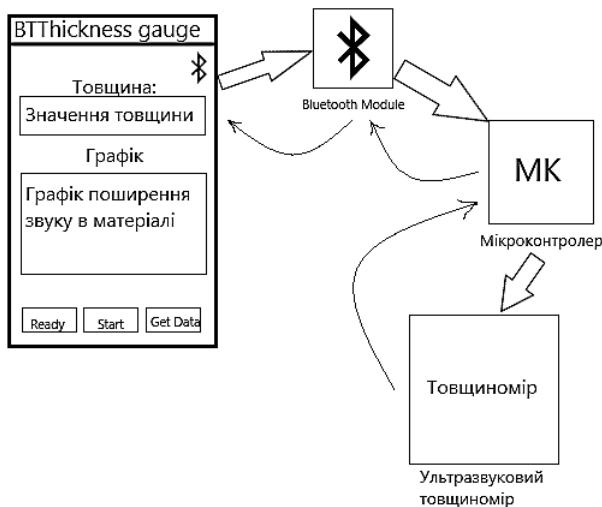 BTThickness gauge
Товщина:
Значення товщини
Графік
Графік поширення
звуку в матеріалі
Ready
Start
Get Data
Bluetooth Module
МК
Мікроконтролер
Товщиномір
Ультразвуковий
товщиномір